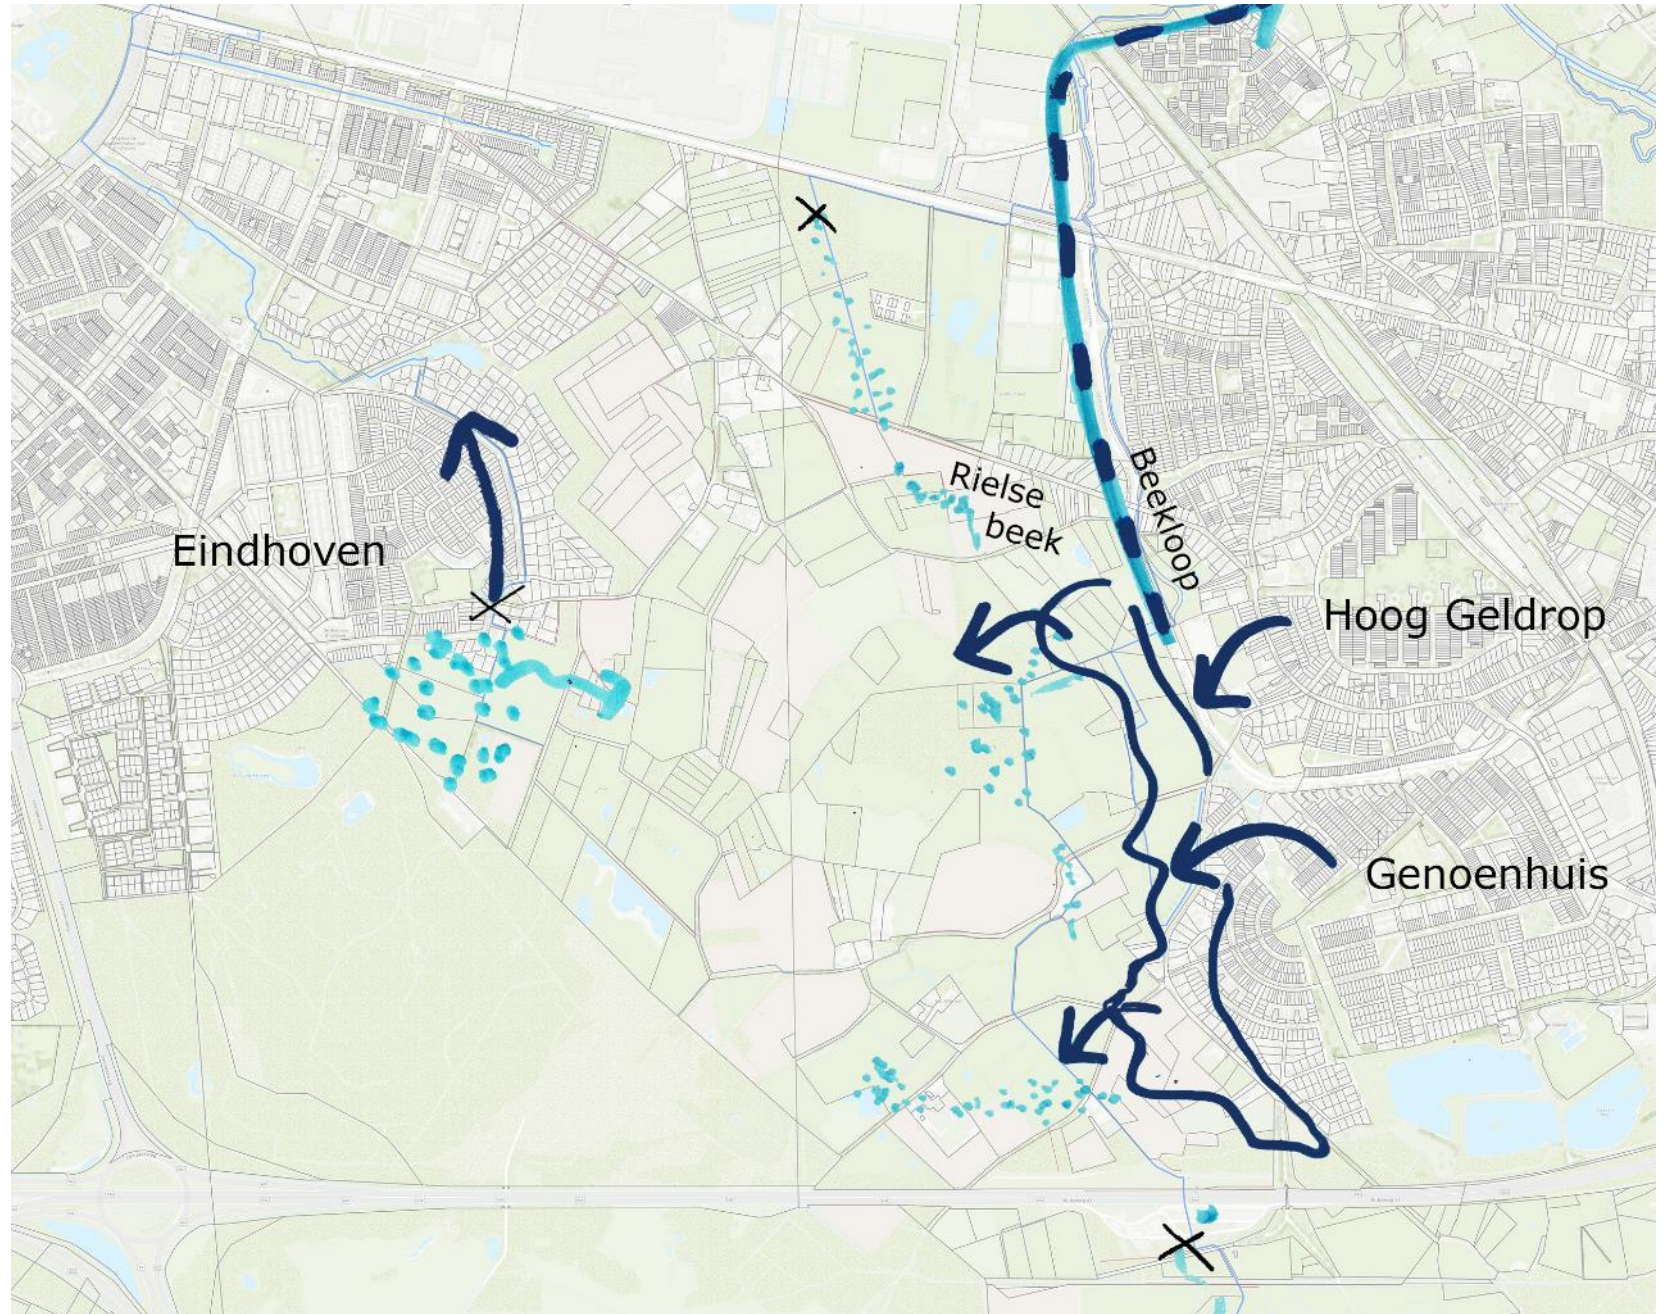 Rielse
beek
Beekloop
Eindhoven
Hoog Geldrop
Genoenhuis